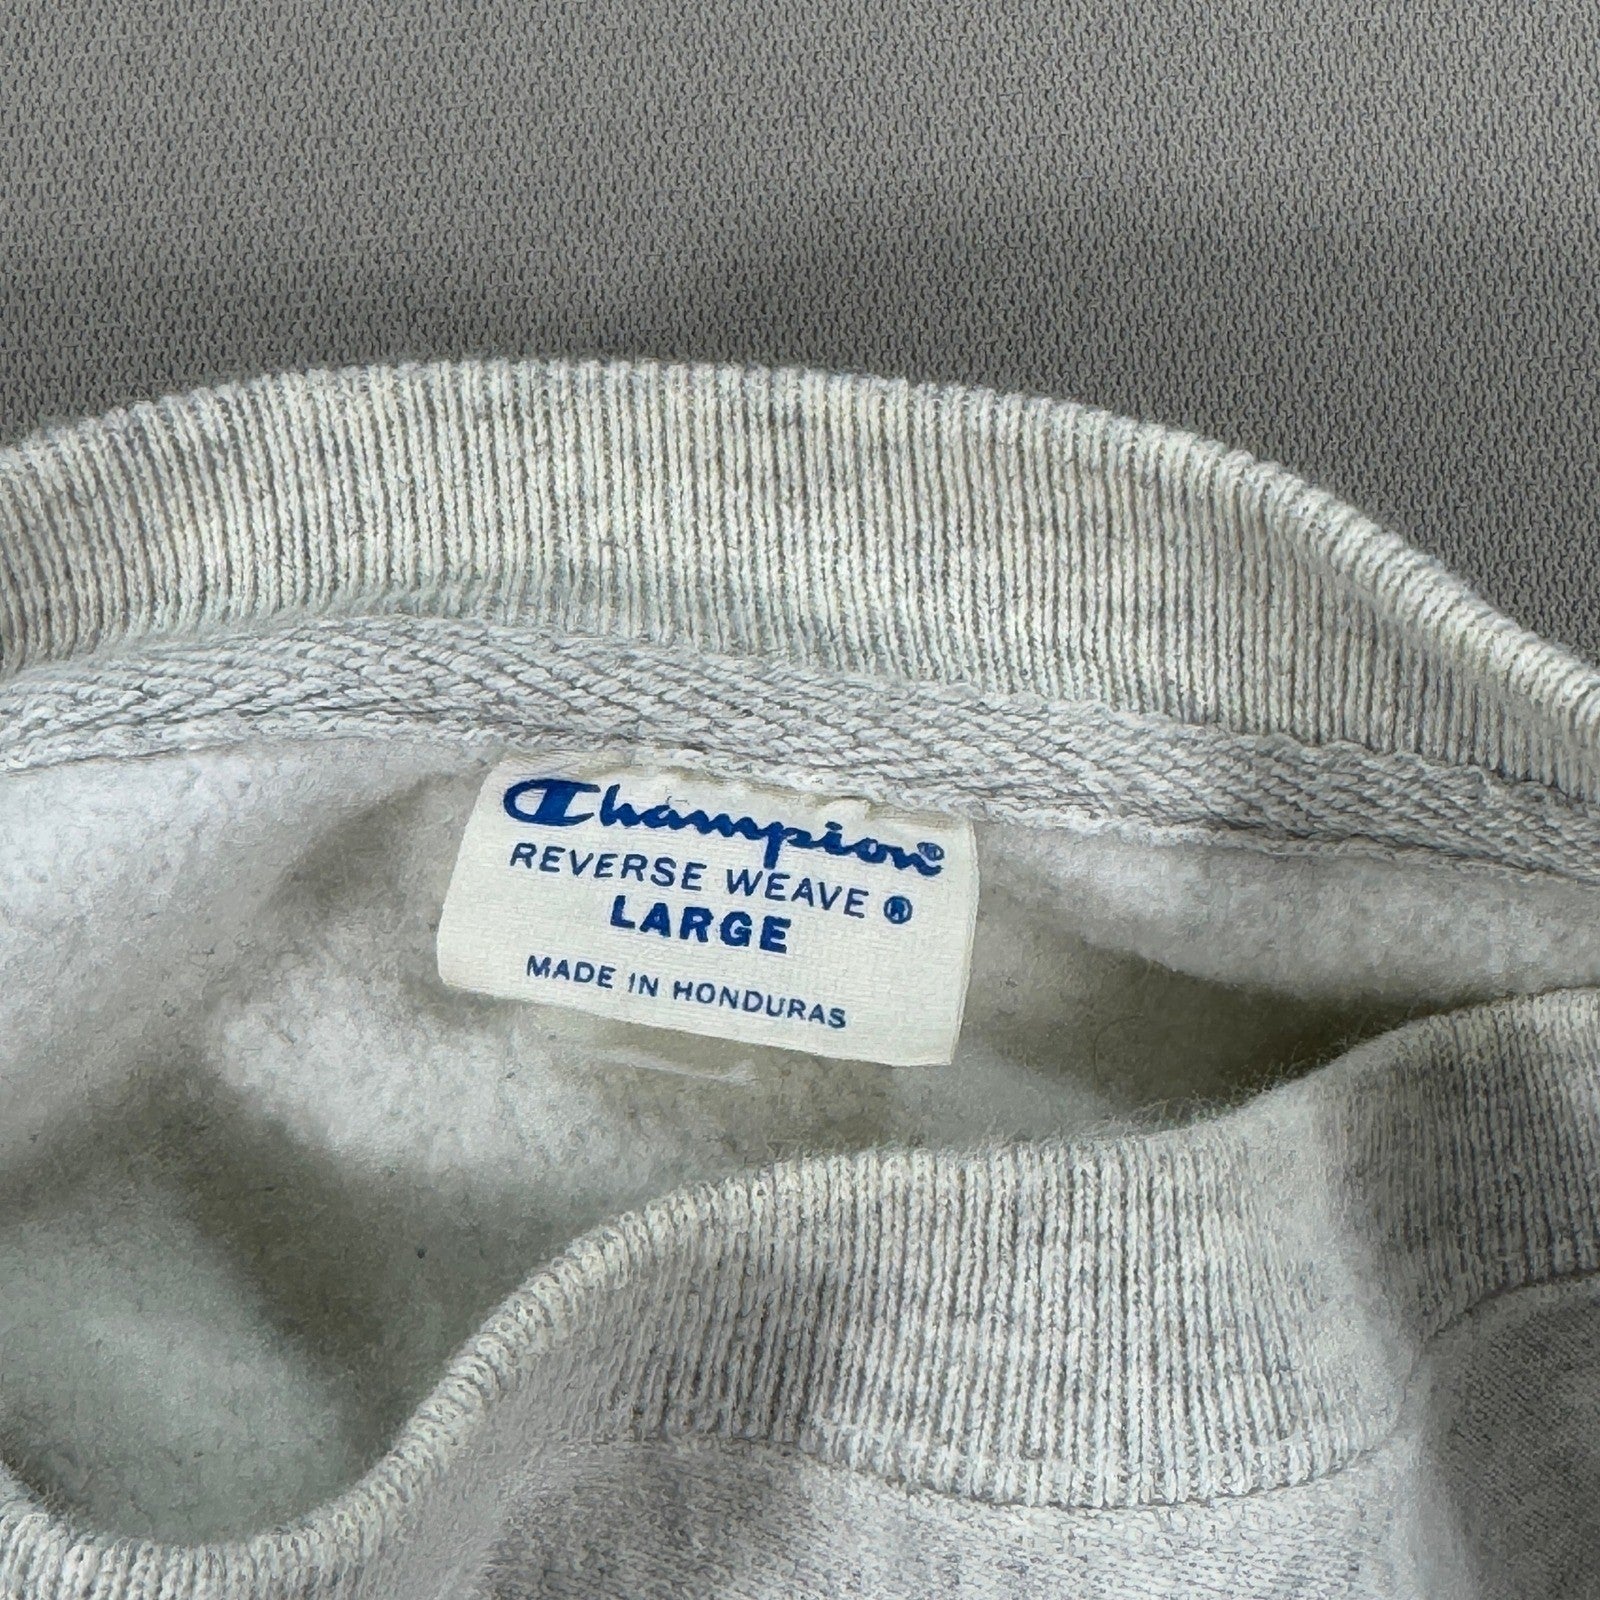 Champion®
REVERSE WEAVE ®
LARGE
MADE IN HONDURAS